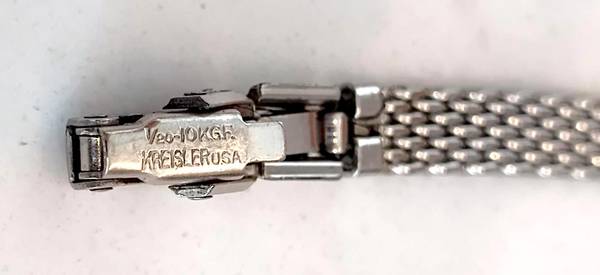 1/20-10K G.F.
KREISLER USA